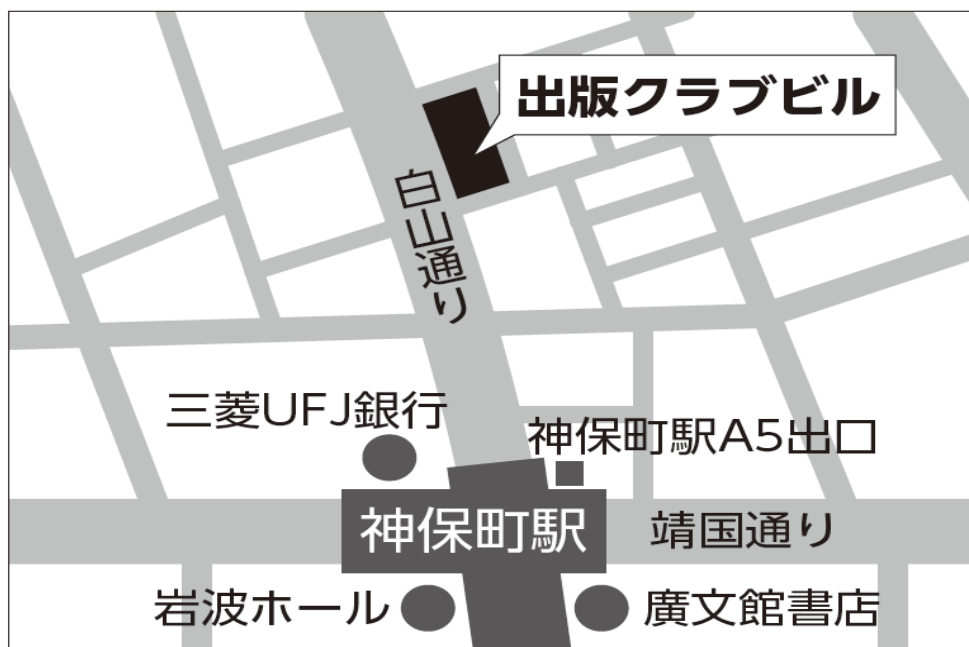 出版クラブビル
白山通り
三菱UFJ銀行
神保町駅A5出口
神保町駅
靖国通り
岩波ホール
廣文館書店